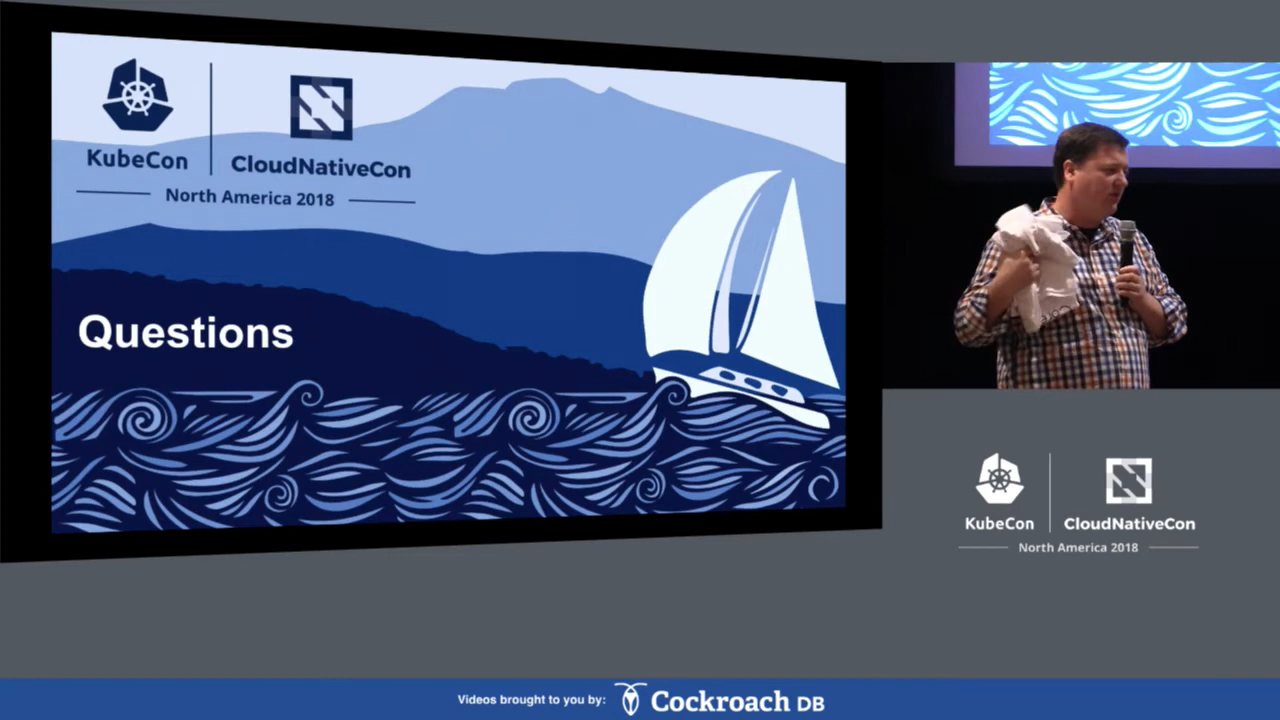 KubeCon
CloudNativeCon
North America 2018
Questions
KubeCon
CloudNativeCon
North America 2018
Videos brought to you by: Cockroach DB